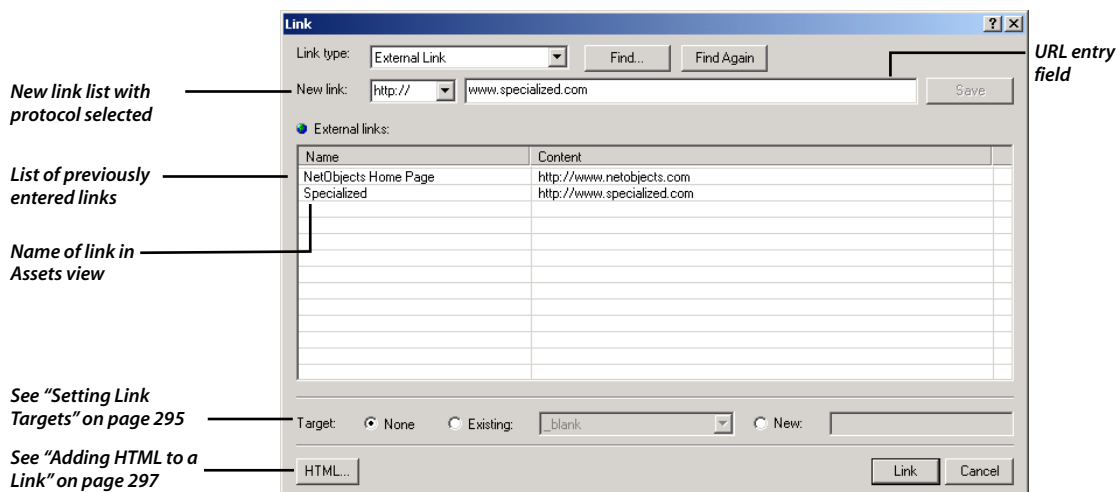 Link
Link type:
External Link
Find...
Find Again
URL entry
field
New link list with
protocol selected
New link:
http://
www.specialized.com
Save
External links:
Name
Content
List of previously
entered links
NetObjects Home Page
http://www.netobjects.com
Specialized
http://www.specialized.com
Name of link in
Assets view
See “Setting Link
Targets” on page 295
Target:
None
Existing:
_blank
New:
See “Adding HTML to a
Link” on page 297
HTML...
Link
Cancel